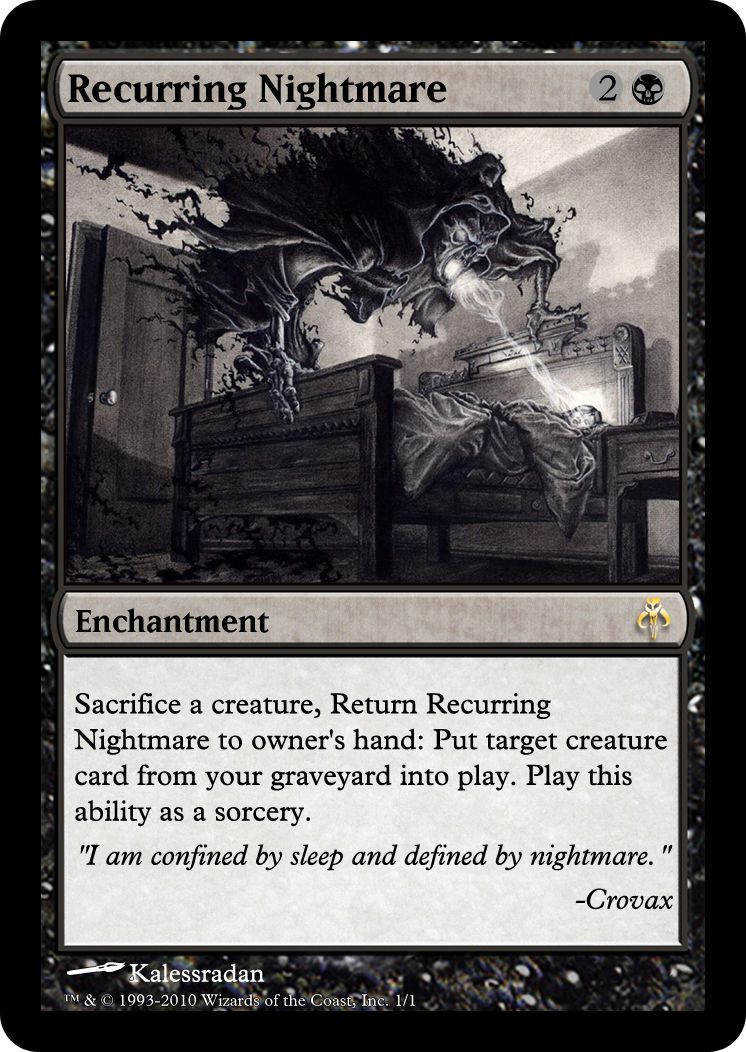 Recurring Nightmare 2
Enchantment
Sacrifice a creature, Return Recurring
Nightmare to owner's hand: Put target creature
card from your graveyard into play. Play this
ability as a sorcery.
"I am confined by sleep and defined by nightmare."
-Crovax
Kalessradan
™ & © 1993-2010 Wizards of the Coast, Inc. 1/1